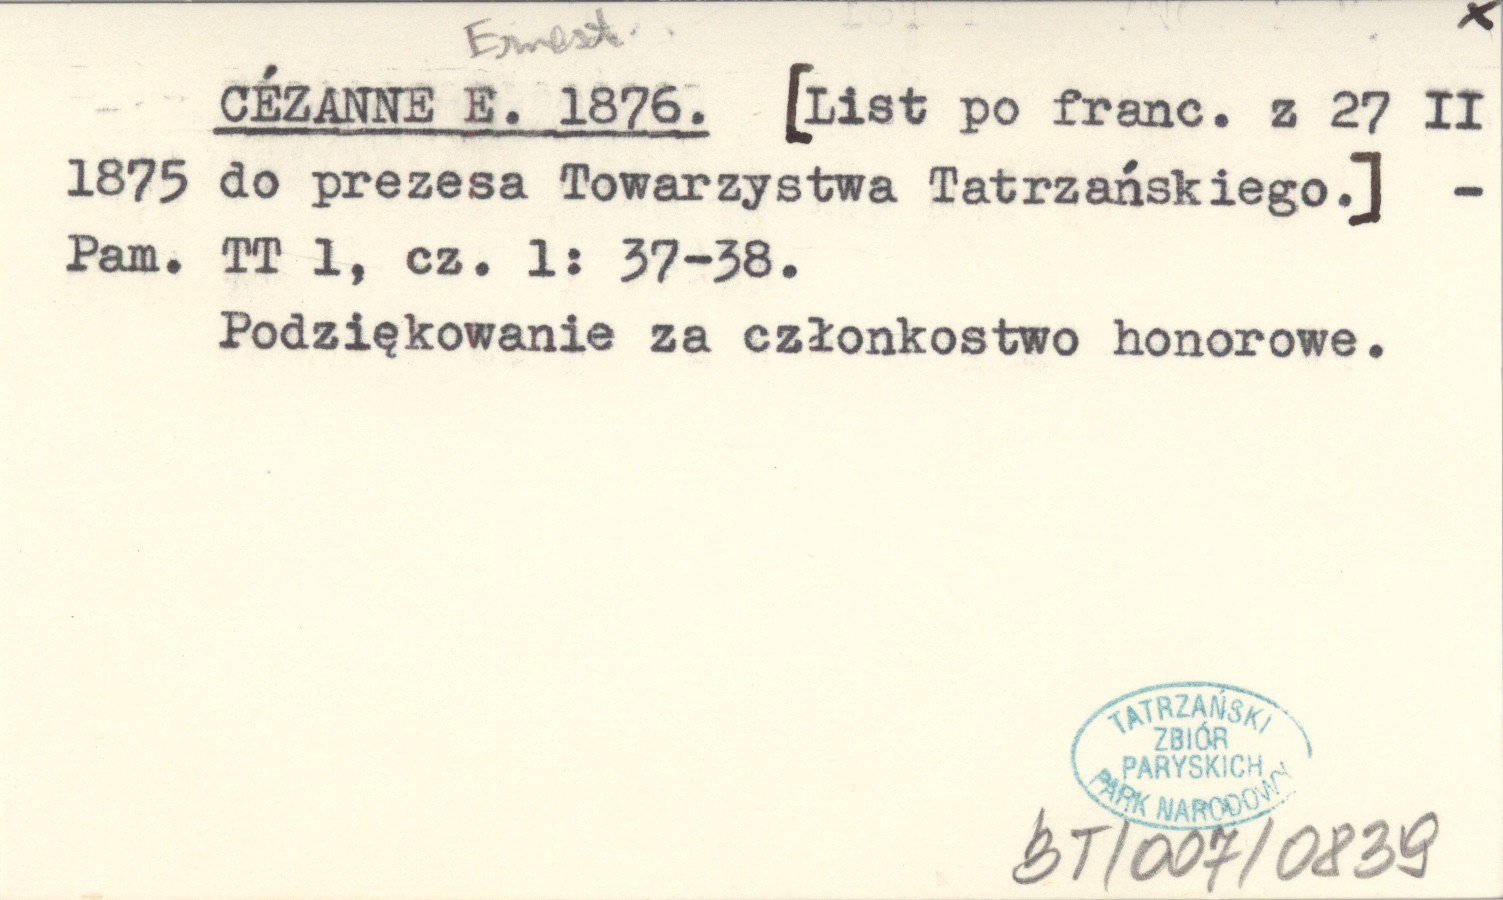 Ernest
x
CÉZANNE E. 1876. [List po franc. z 27 II
1875 do prezesa Towarzystwa Tatrzańskiego.] -
Pam. TT 1, cz. 1: 37-38.
Podziękowanie za członkostwo honorowe.
TATRZAŃSKI
ZBIÓR
PARYSKICH
PARK NARODOWY
BT/007/0839